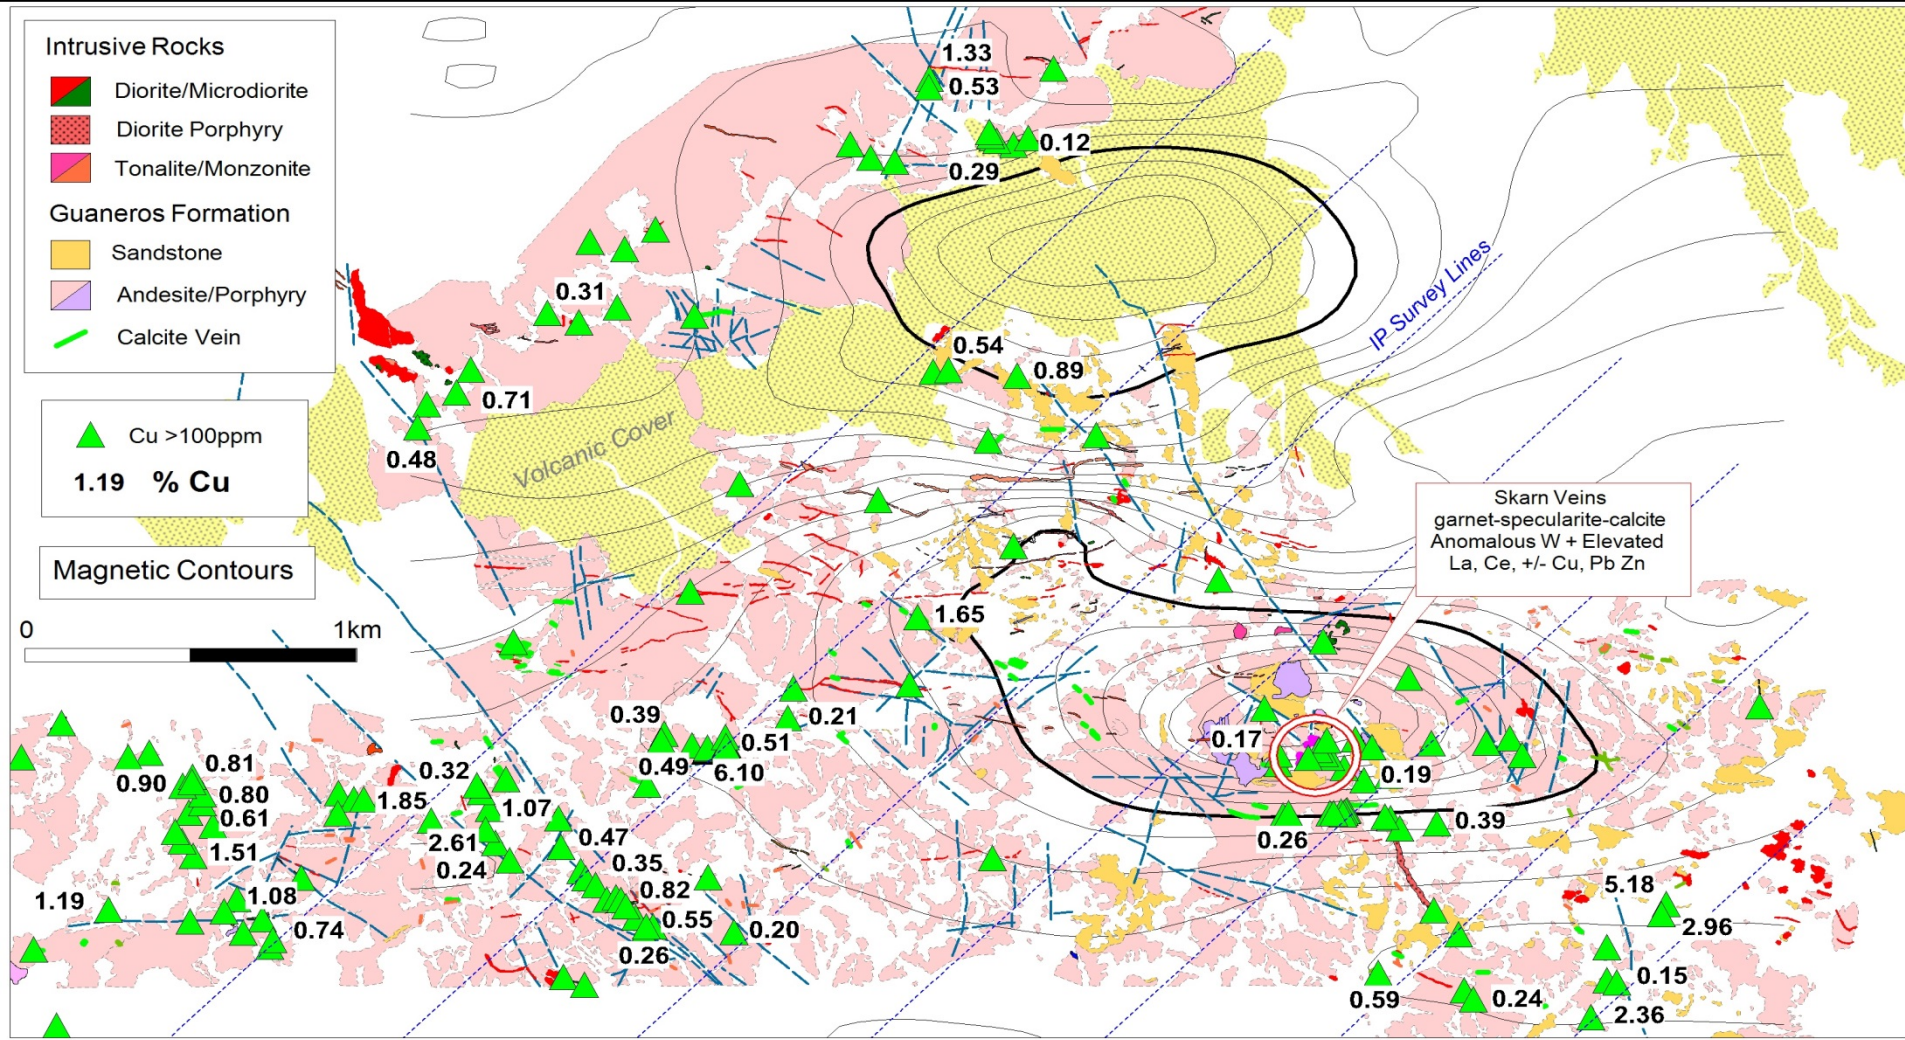 Intrusive Rocks
Diorite/Microdiorite
Diorite Porphyry
Tonalite/Monzonite
Guaneros Formation
Sandstone
Andesite/Porphyry
Calcite Vein
Cu >100ppm
1.19 % Cu
Magnetic Contours
0 1km
1.33
0.53
0.12
0.29
0.31
IP Survey Lines
0.54
0.89
0.71
Volcanic Cover
0.48
Skarn Veins
garnet-specularite-calcite
Anomalous W + Elevated
La, Ce, +/- Cu, Pb Zn
1.65
0.39
0.21
0.51
0.17
0.49
6.10
0.19
0.81
0.90
0.80
0.61
1.51
0.32
1.85
1.07
2.61
0.24
0.47
0.35
0.82
0.55
0.26
0.20
0.26
0.39
1.19
1.08
0.74
5.18
2.96
0.15
0.59
0.24
2.36